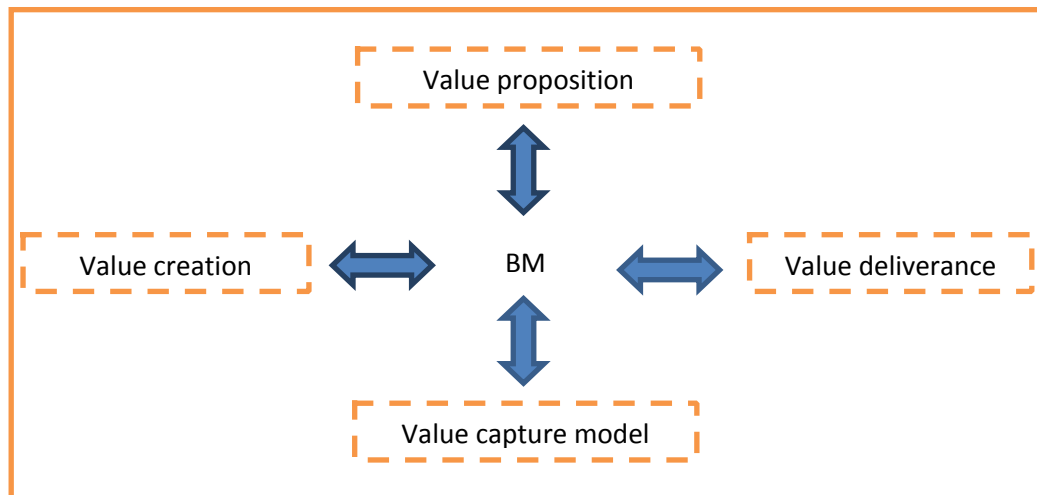 Value proposition
Value creation
BM
Value deliverance
Value capture model